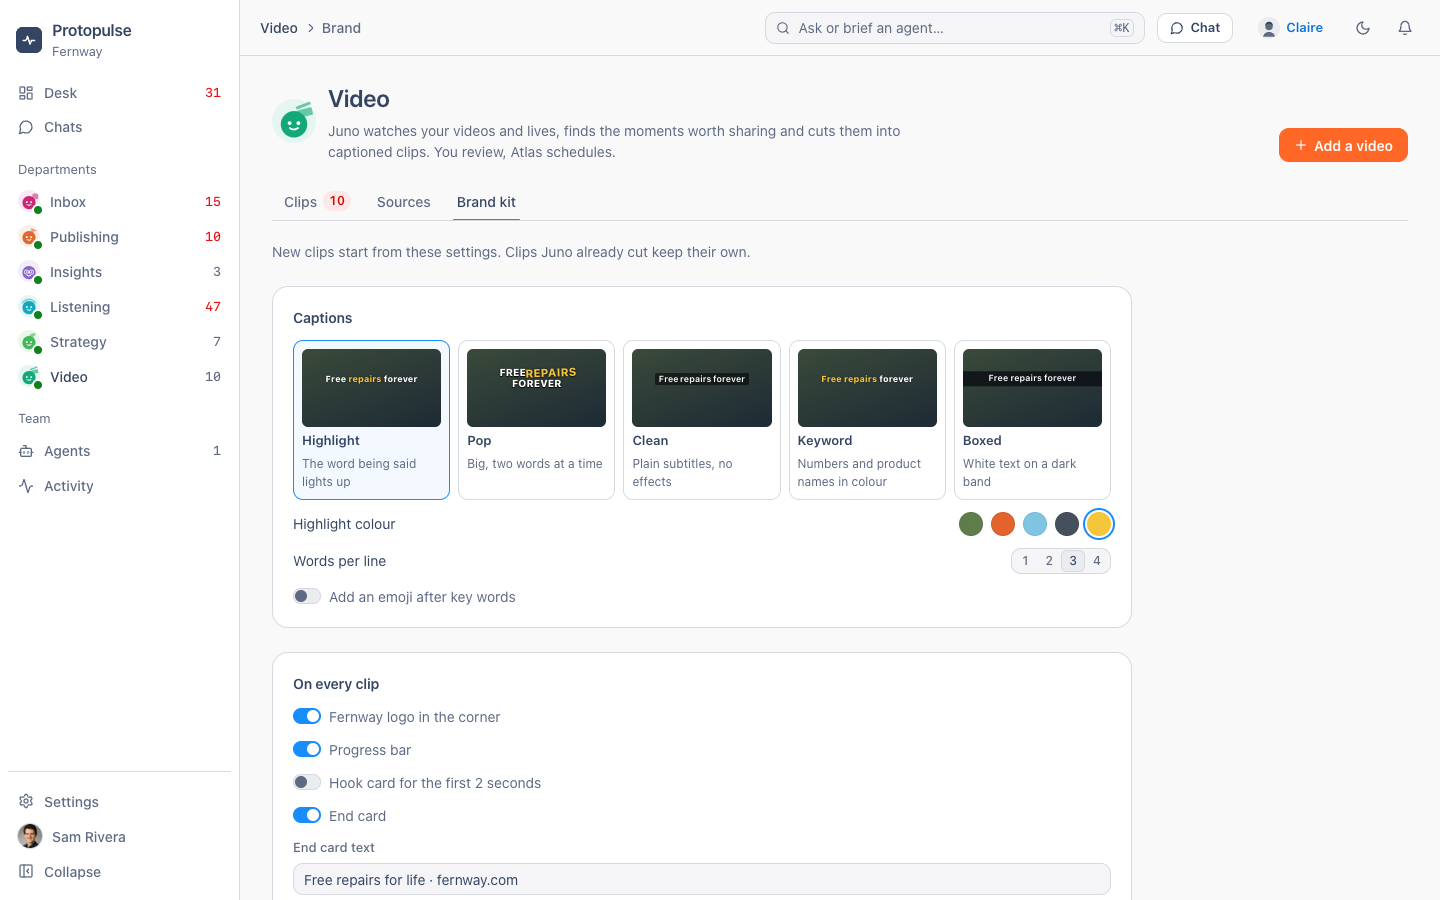 Protopulse
Fernway
Desk 31
Chats
Departments
Inbox 15
Publishing 10
Insights 3
Listening 47
Strategy 7
Video 10
Team
Agents 1
Activity
Settings
Sam Rivera
Collapse
Video > Brand
Ask or brief an agent... ⌘K
Chat
Claire
Video
Juno watches your videos and lives, finds the moments worth sharing and cuts them into
captioned clips. You review, Atlas schedules.
+ Add a video
Clips 10 Sources Brand kit
New clips start from these settings. Clips Juno already cut keep their own.
Captions
Free repairs forever
Highlight
The word being said
lights up
FREE REPAIRS
FOREVER
Pop
Big, two words at a time
Free repairs forever
Clean
Plain subtitles, no
effects
Free repairs forever
Keyword
Numbers and product
names in colour
Free repairs forever
Boxed
White text on a dark
band
Highlight colour
Words per line 1 2 3 4
Add an emoji after key words
On every clip
Fernway logo in the corner
Progress bar
Hook card for the first 2 seconds
End card
End card text
Free repairs for life · fernway.com